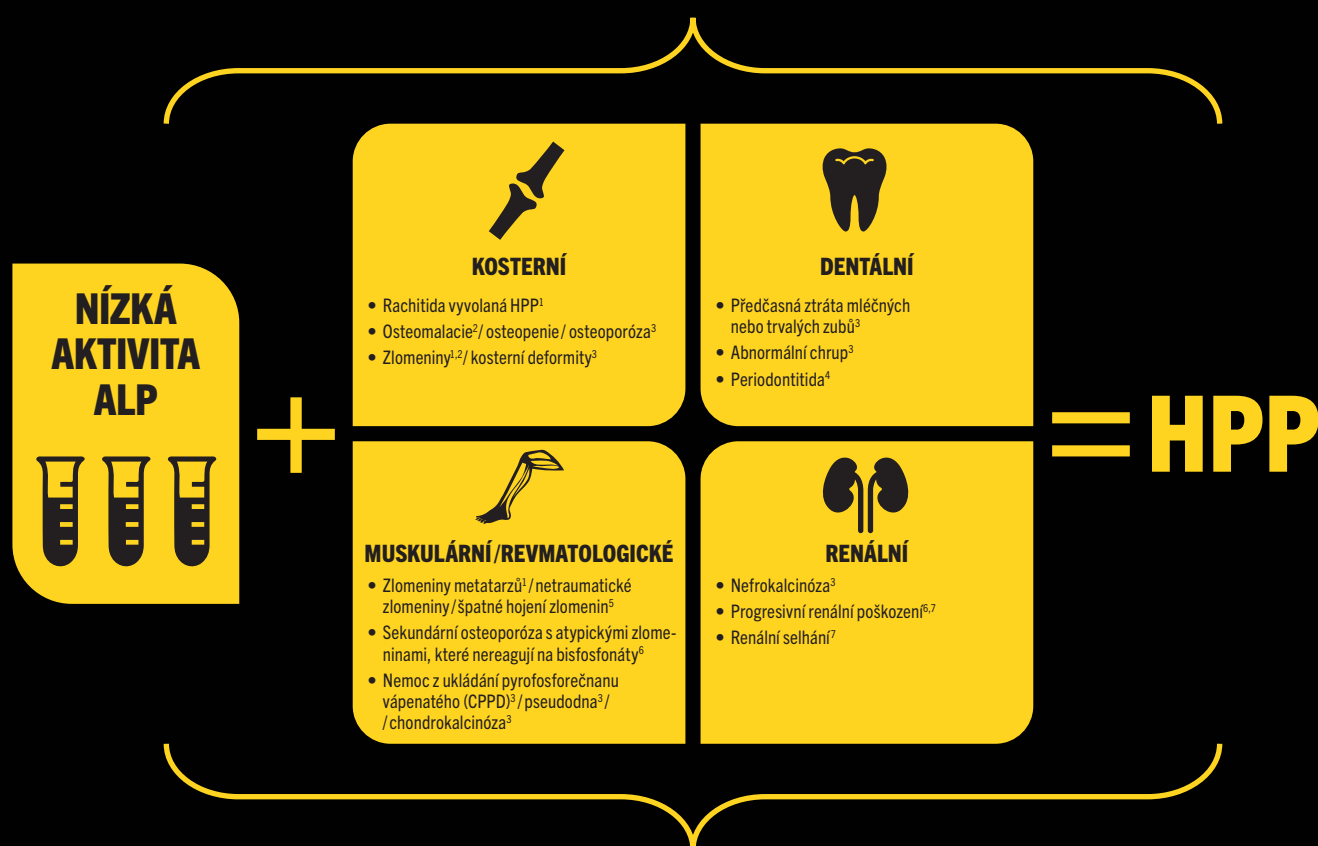 NÍZKÁ
AKTIVITA
ALP
+
KOSTERNÍ
• Rachitida vyvolaná HPP¹
• Osteomalacie²/ osteopenie / osteoporóza³
• Zlomeniny¹,²/ kosterní deformity³
DENTÁLNÍ
• Předčasná ztráta mléčných
nebo trvalých zubů³
• Abnormální chrup³
• Periodontitida⁴
MUSKULÁRNÍ/REVMATOLOGICKÉ
• Zlomeniny metatarzů¹/ netraumatické
zlomeniny/špatné hojení zlomenin⁵
• Sekundární osteoporóza s atypickými zlome-
ninami, které nereagují na bisfosfonáty⁶
• Nemoc z ukládání pyrofosforečnanu
vápenatého (CPPD)³/ pseudodna³/
/chondrokalcinóza³
RENÁLNÍ
• Nefrokalcinóza³
• Progresivní renální poškození⁶,⁷
• Renální selhání⁷
= HPP